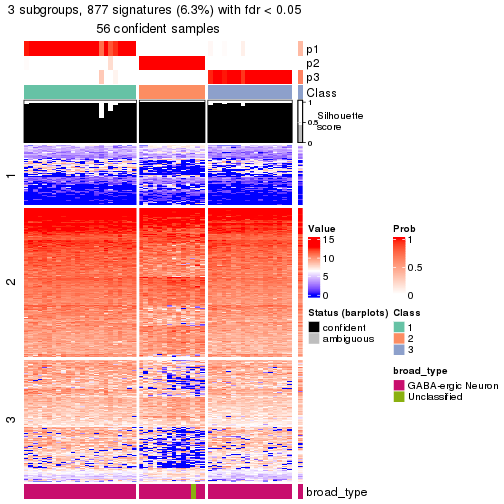 3 subgroups, 877 signatures (6.3%) with fdr < 0.05
56 confident samples
p1
p2
p3
Class
1
0.5
0
Silhouette
score
1
2
3
broad_type
Value
15
10
5
0
Prob
1
0.5
0
Status (barplots)
confident
ambiguous
Class
1
2
3
broad_type
GABA-ergic Neuron
Unclassified